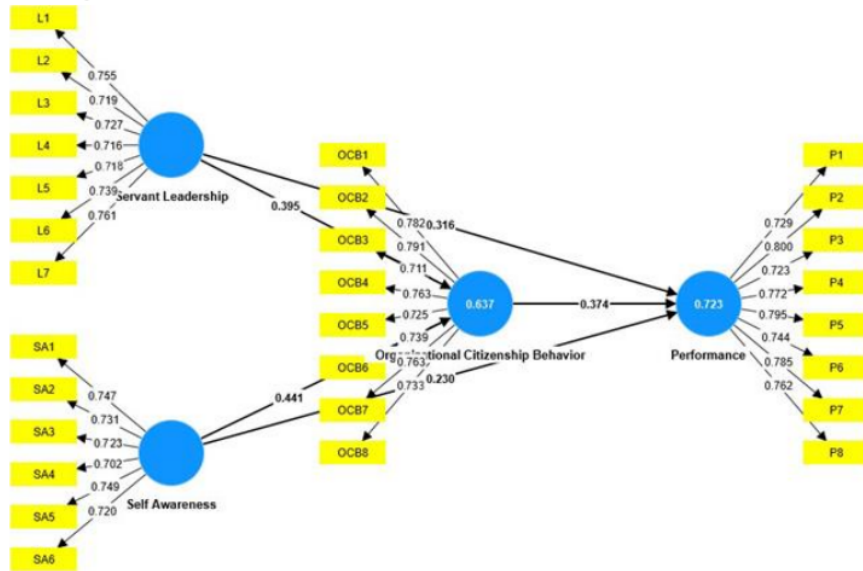 L1
L2
L3
L4
L5
L6
L7
0.755
0.719
0.727
0.716
0.718
0.739
0.761
Servant Leadership
SA1
SA2
SA3
SA4
SA5
SA6
0.747
0.731
0.723
0.702
0.749
0.720
Self Awareness
0.395
0.316
0.441
0.230
OCB1
OCB2
OCB3
OCB4
OCB5
OCB6
OCB7
OCB8
0.782
0.791
0.711
0.763
0.725
0.739
0.763
0.733
0.637
Organizational Citizenship Behavior
0.374
0.723
Performance
0.729
0.800
0.723
0.772
0.795
0.744
0.785
0.762
P1
P2
P3
P4
P5
P6
P7
P8